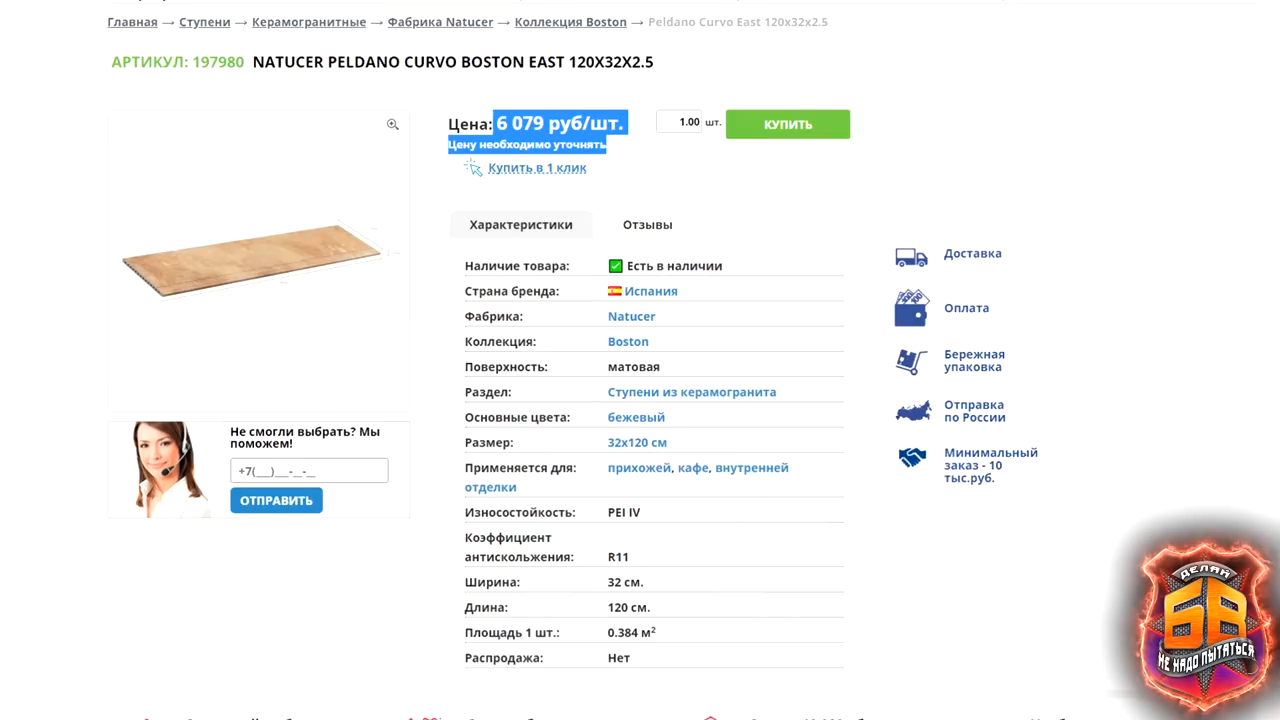 Главная → Ступени → Керамогранитные → Фабрика Natucer → Коллекция Boston → Peldano Curvo East 120x32x2.5
АРТИКУЛ: 197980 NATUCER PELDANO CURVO BOSTON EAST 120X32X2.5
Цена: 6 079 руб/шт.
1.00 шт.
КУПИТЬ
Цену необходимо уточнять
Купить в 1 клик
Характеристики
Отзывы
Наличие товара: Есть в наличии
Страна бренда: Испания
Фабрика: Natucer
Коллекция: Boston
Поверхность: матовая
Раздел: Ступени из керамогранита
Основные цвета: бежевый
Размер: 32x120 см
Применяется для: прихожей, кафе, внутренней
отделки
Износостойкость: PEI IV
Коэффициент
антискольжения: R11
Ширина: 32 см.
Длина: 120 см.
Площадь 1 шт.: 0.384 м²
Распродажа: Нет
Не смогли выбрать? Мы
поможем!
+7(__)__-_-__
ОТПРАВИТЬ
Доставка
Оплата
Бережная
упаковка
Отправка
по России
Минимальный
заказ - 10
тыс.руб.
ДЕЛАЙ
БВ
НЕ НАДО ПЫТАТЬСЯ